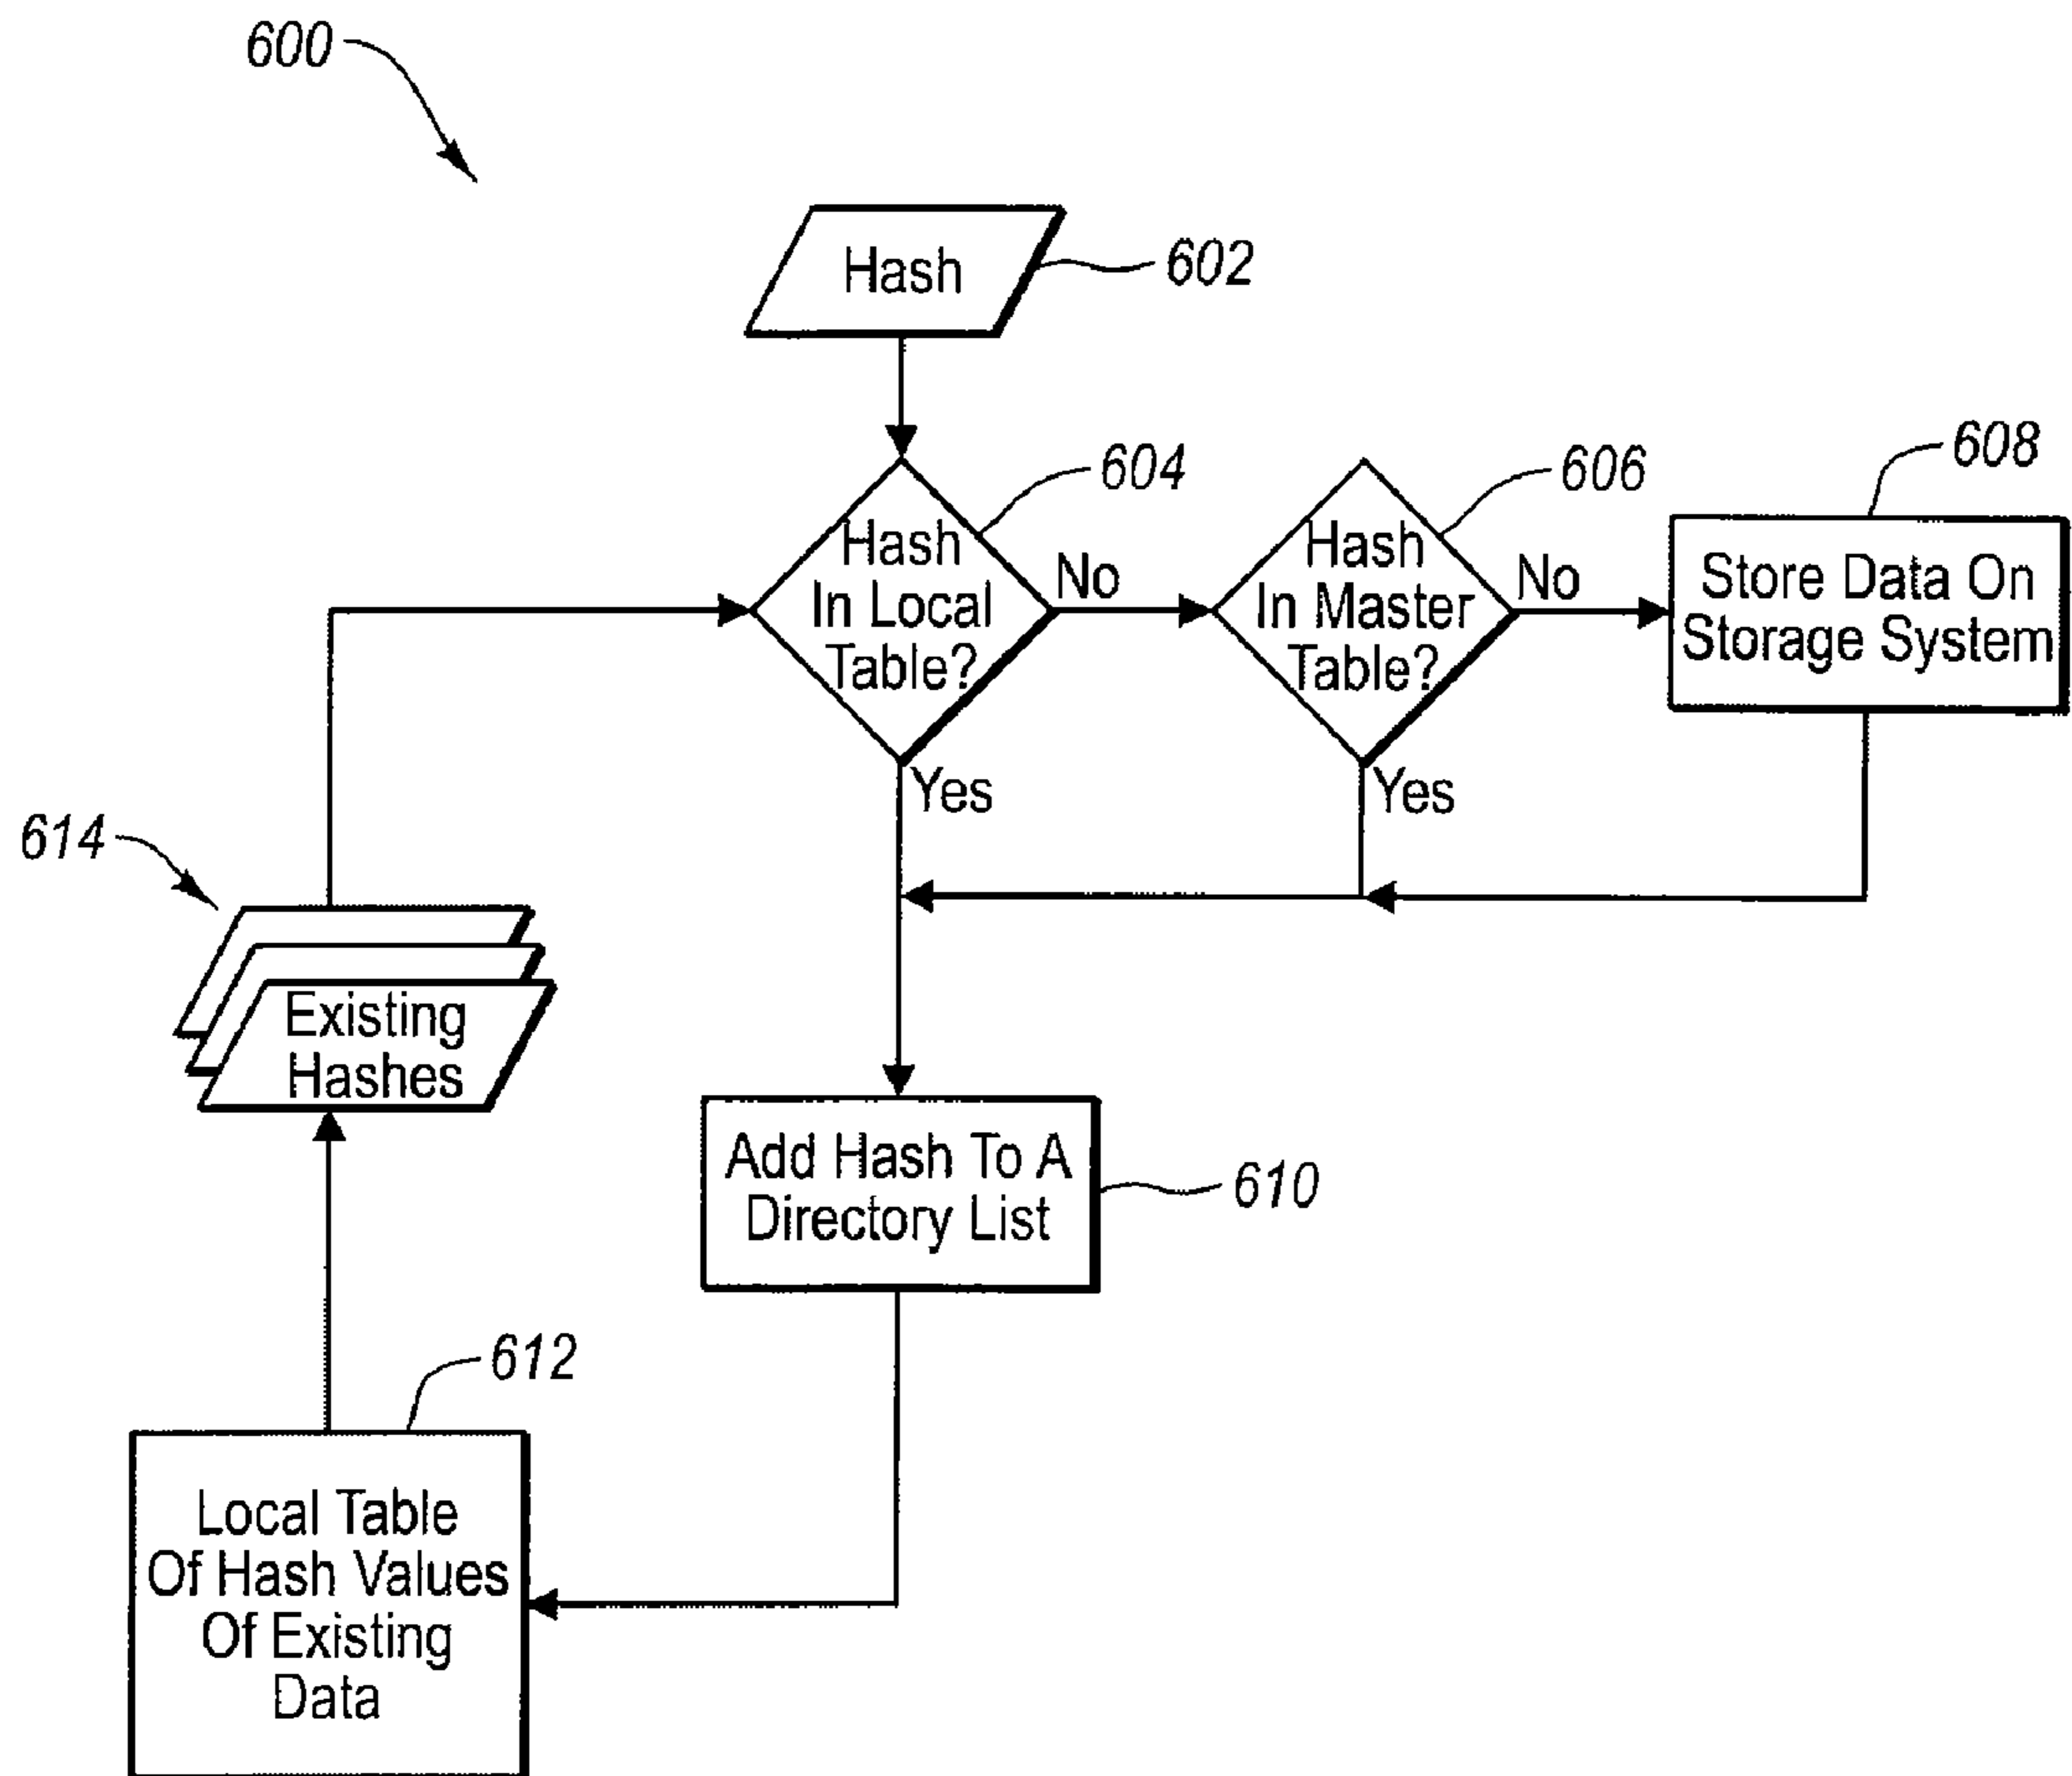 600
Hash
602
604
606
608
Hash
In Local
Table?
No
Hash
In Master
Table?
No
Store Data On
Storage System
Yes
Yes
614
Existing
Hashes
Add Hash To A
Directory List
610
612
Local Table
Of Hash Values
Of Existing
Data